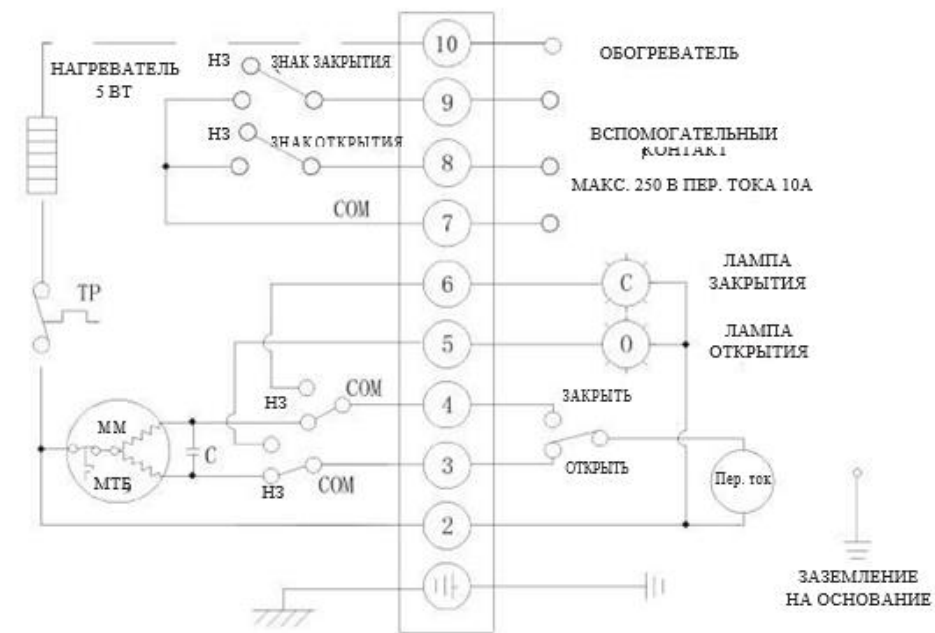 10
ОБОГРЕВАТЕЛЬ
НАГРЕВАТЕЛЬ
5 ВТ
НЗ
ЗНАК ЗАКРЫТИЯ
9
НЗ
ЗНАК ОТКРЫТИЯ
8
ВСПОМОГАТЕЛЬНЫЙ
КОНТАКТ
МАКС. 250 В ПЕР. ТОКА 10А
COM
7
ЛАМПА
ЗАКРЫТИЯ
6
C
TP
5
O
ЛАМПА
ОТКРЫТИЯ
НЗ
COM
4
ЗАКРЫТЬ
ММ
C
МТБ
НЗ
COM
3
ОТКРЫТЬ
Пер. ток
2
ЗАЗЕМЛЕНИЕ
НА ОСНОВАНИЕ